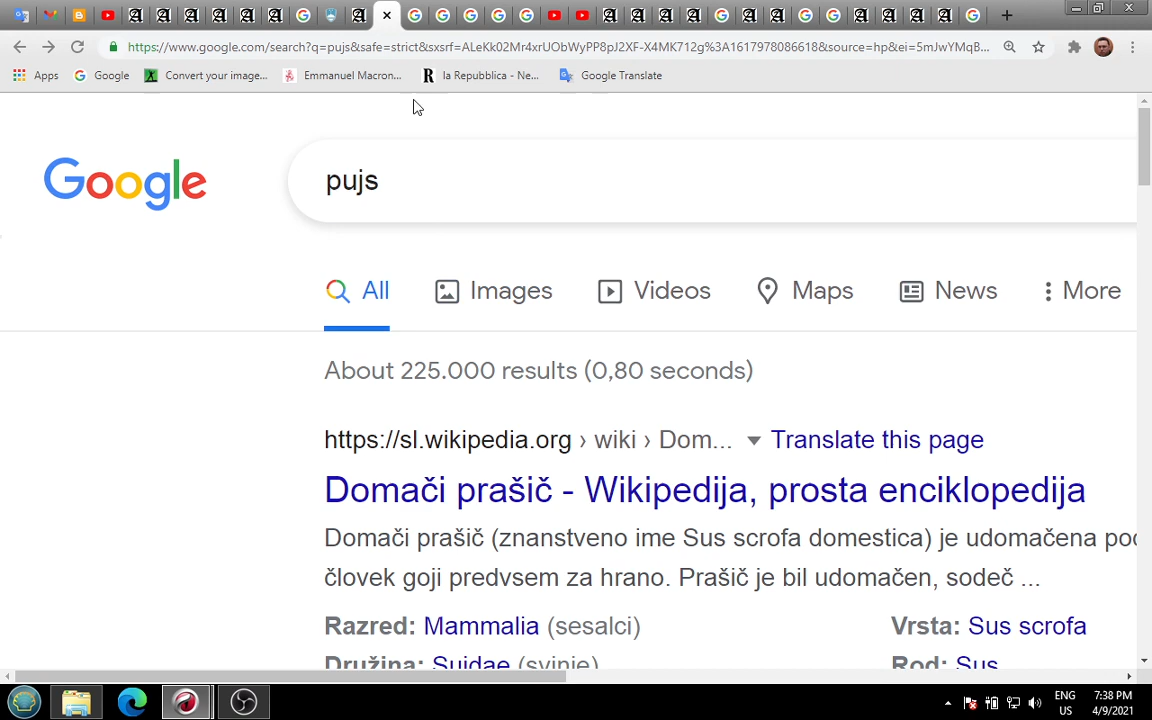 https://www.google.com/search?q=pujs&safe=strict&sxsrf=ALeKk02Mr4xrUObWyPP8pJ2XF-X4MK712g%3A1617978086618&source=hp&ei=5mJwYMqB...
Apps Google Convert your image... Emmanuel Macron... la Repubblica - Ne... Google Translate
Google pujs
All Images Videos Maps News More
About 225.000 results (0,80 seconds)
https://sl.wikipedia.org › wiki › Dom... Translate this page
Domači prašič - Wikipedija, prosta enciklopedija
Domači prašič (znanstveno ime Sus scrofa domestica) je udomačena
človek goji predvsem za hrano. Prašič je bil udomačen, sodeč ...
Razred: Mammalia (sesalci) Vrsta: Sus scrofa
Družina: Suidae (svinje) Rod: Sus
ENG 7:38 PM
US 4/9/2021